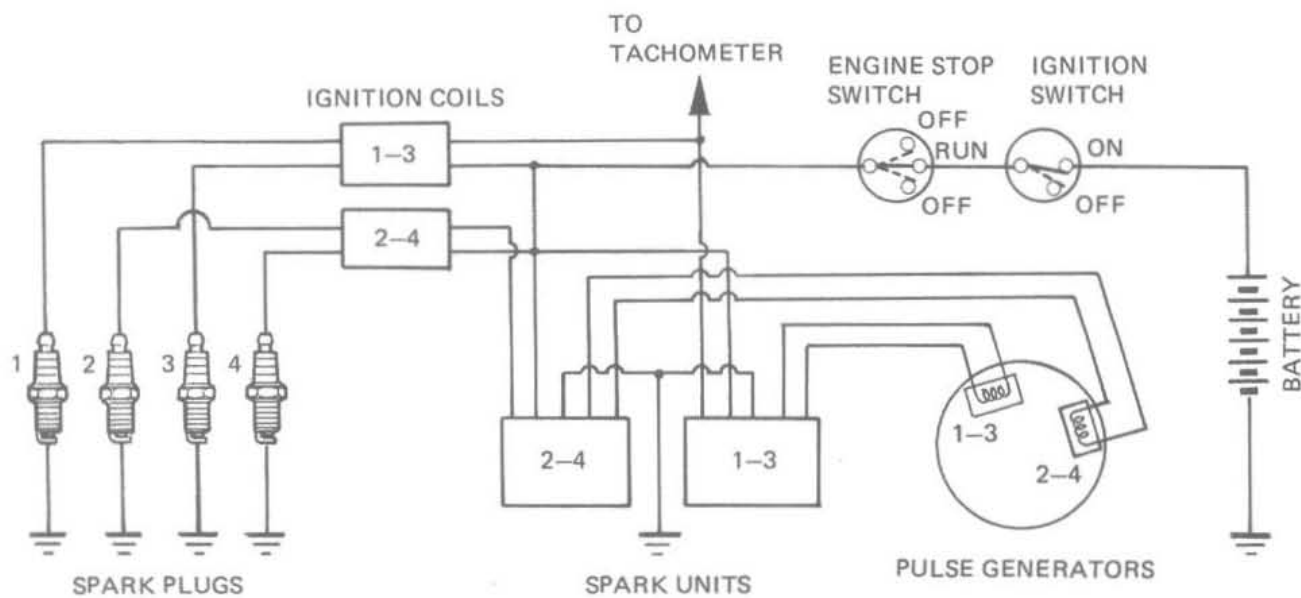 TO
TACHOMETER
ENGINE STOP
SWITCH
IGNITION
SWITCH
IGNITION COILS
OFF
RUN
OFF
ON
OFF
1–3
2–4
1
2
3
4
BATTERY
2–4
1–3
1–3
2–4
SPARK PLUGS
SPARK UNITS
PULSE GENERATORS